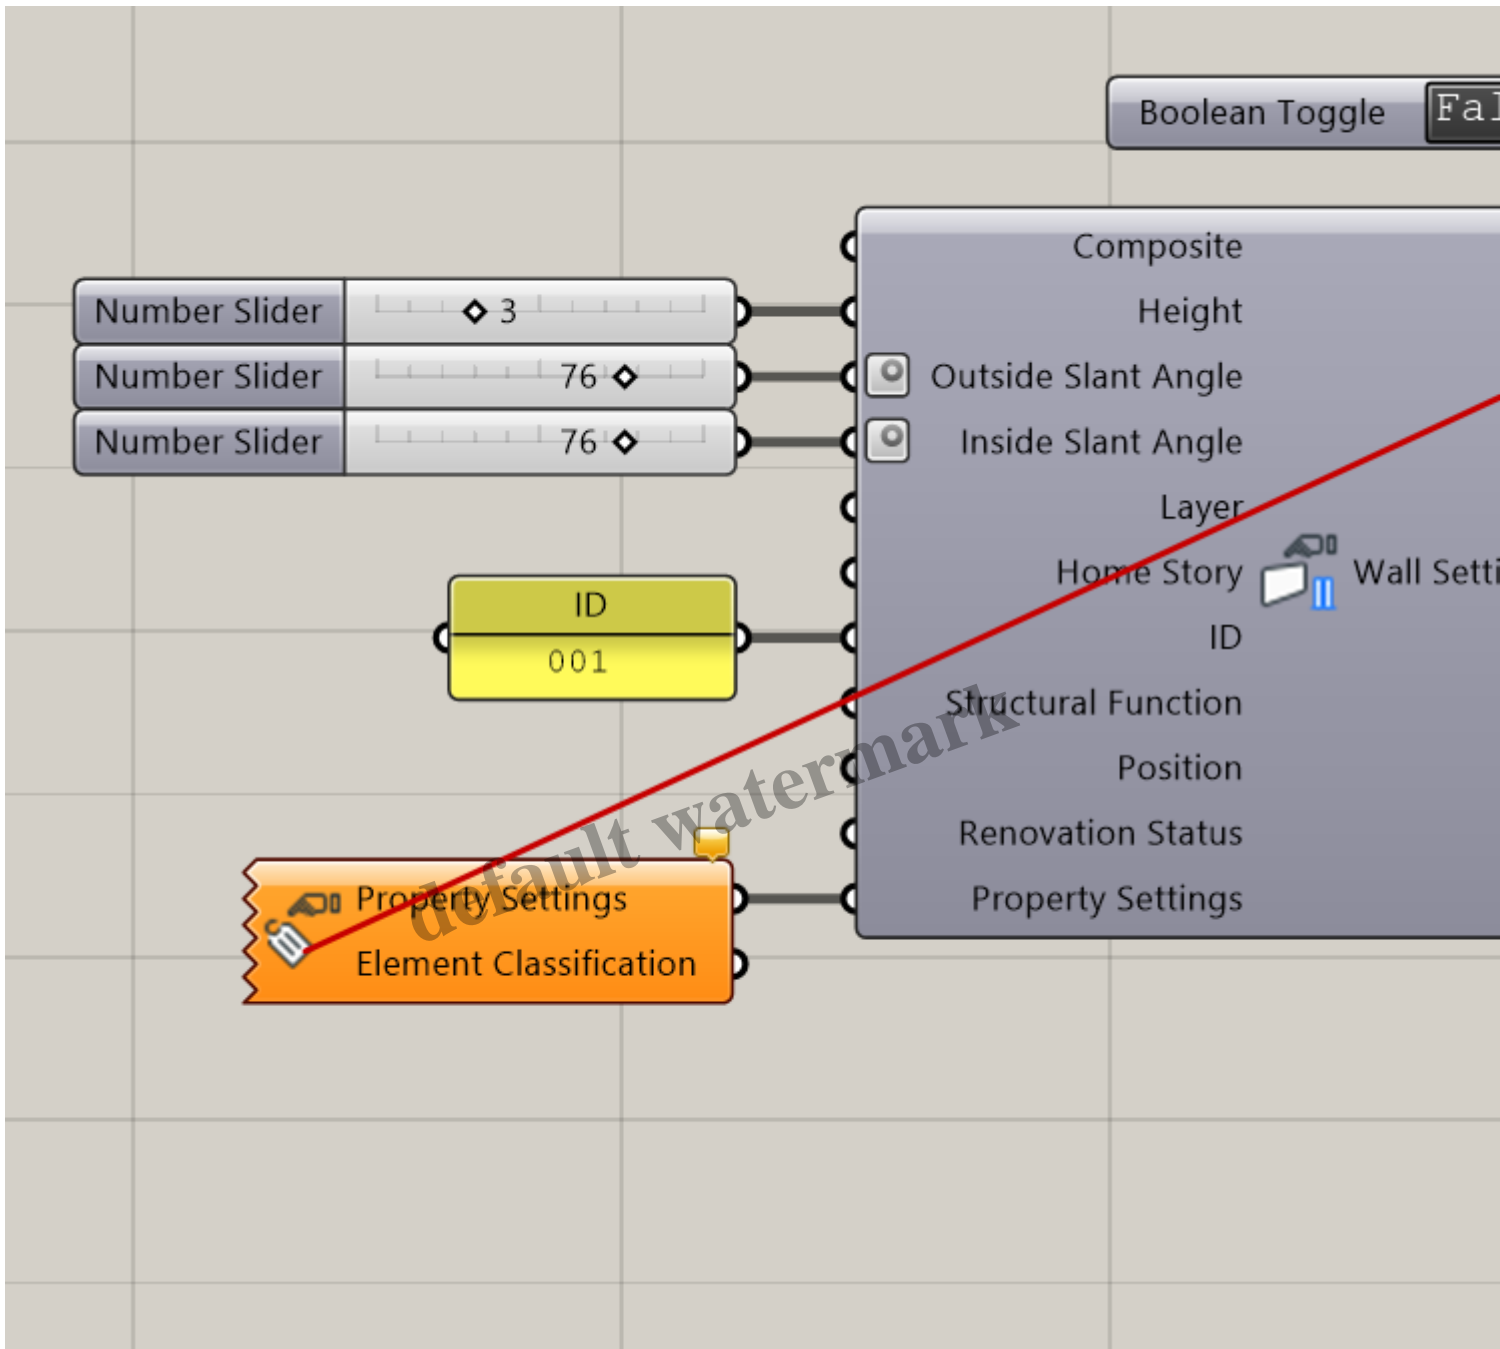 Boolean Toggle
Fal
Composite
Number Slider 3 Height
Number Slider 76 Outside Slant Angle
Number Slider 76 Inside Slant Angle
Layer
Home Story
Wall Setti
ID
001
ID
Structural Function
Position
Renovation Status
Property Settings
Element Classification
Property Settings
default watermark